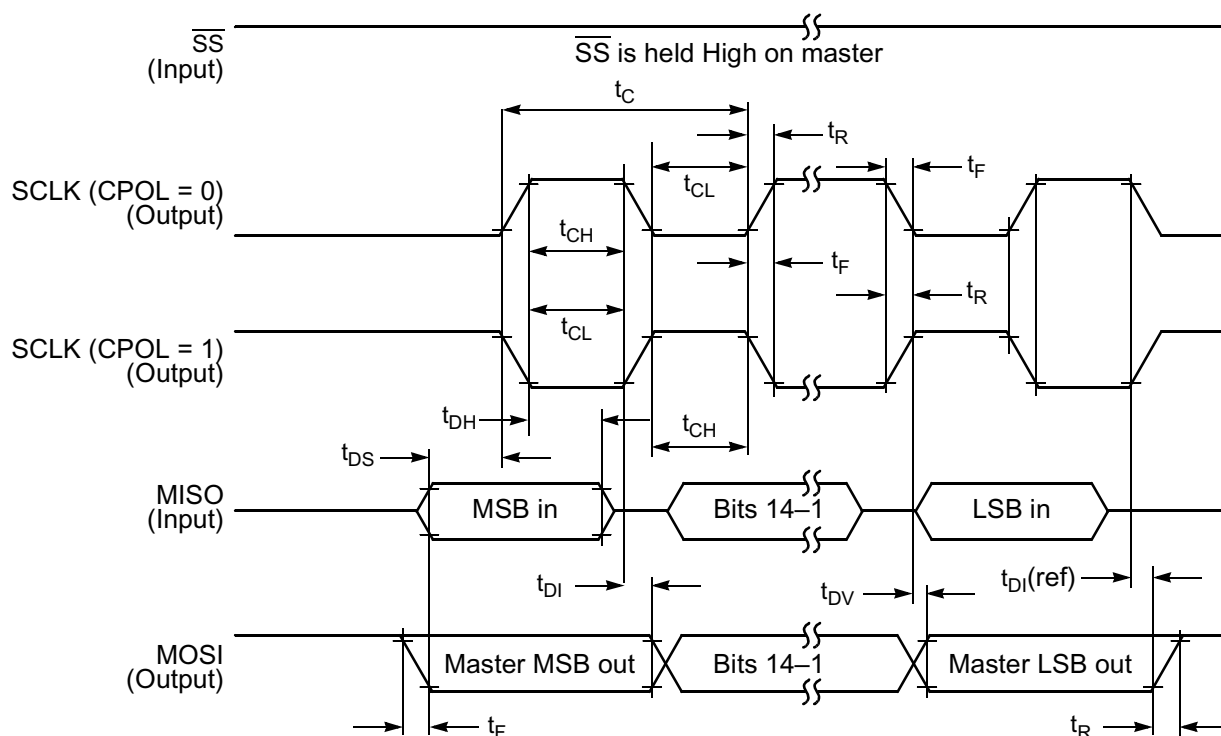 SS
(Input)
SS is held High on master
tC
tR
tF
SCLK (CPOL = 0)
(Output)
tCL
tCH
tF
tR
tCL
SCLK (CPOL = 1)
(Output)
tDH
tCH
tDS
MISO
(Input)
MSB in
Bits 14–1
LSB in
tDI
tDV
tDI(ref)
MOSI
(Output)
Master MSB out
Bits 14–1
Master LSB out
tF
tR